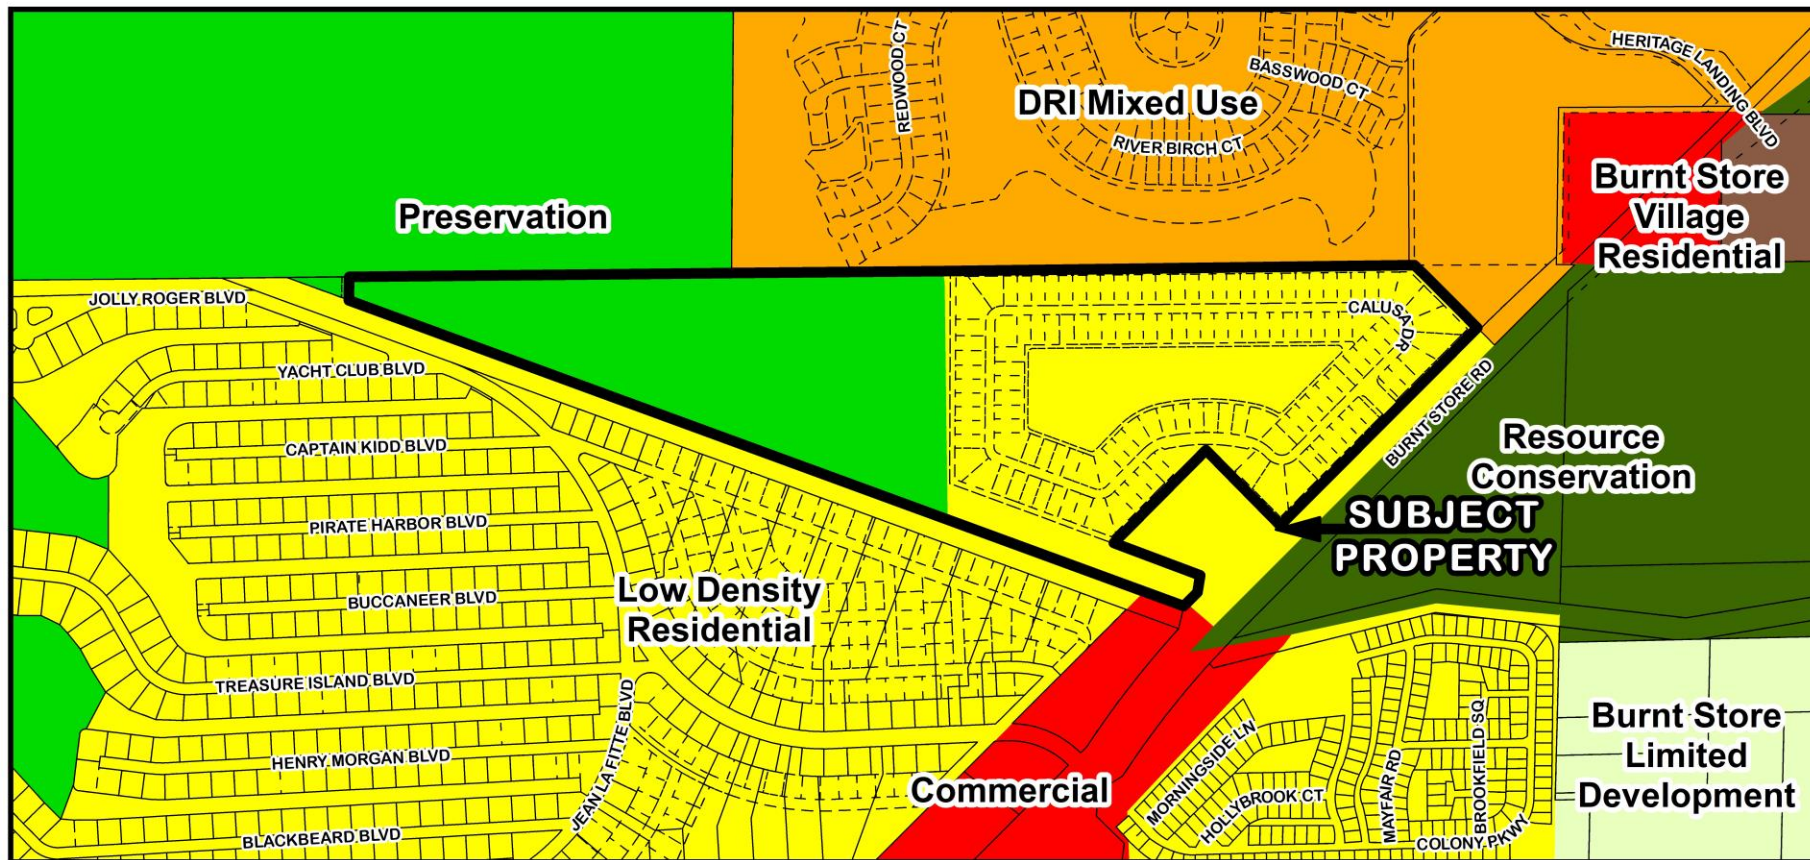 REDWOOD CT
DRI Mixed Use
BASSWOOD CT
RIVER BIRCH CT
HERITAGE LANDING BLVD
Burnt Store
Village
Residential
Preservation
JOLLY ROGER BLVD
CALUSA DR
YACHT CLUB BLVD
BURNT STORE RD
CAPTAIN KIDD BLVD
Resource
Conservation
PIRATE HARBOR BLVD
SUBJECT
PROPERTY
BUCCANEER BLVD
Low Density
Residential
TREASURE ISLAND BLVD
JEAN LA FITTE BLVD
HENRY MORGAN BLVD
Commercial
MORNINGSIDE LN
HOLLYBROOK CT
MAYFAIR RD
BROOKFIELD SQ
Burnt Store
Limited
Development
BLACKBEARD BLVD
COLONY PKWY